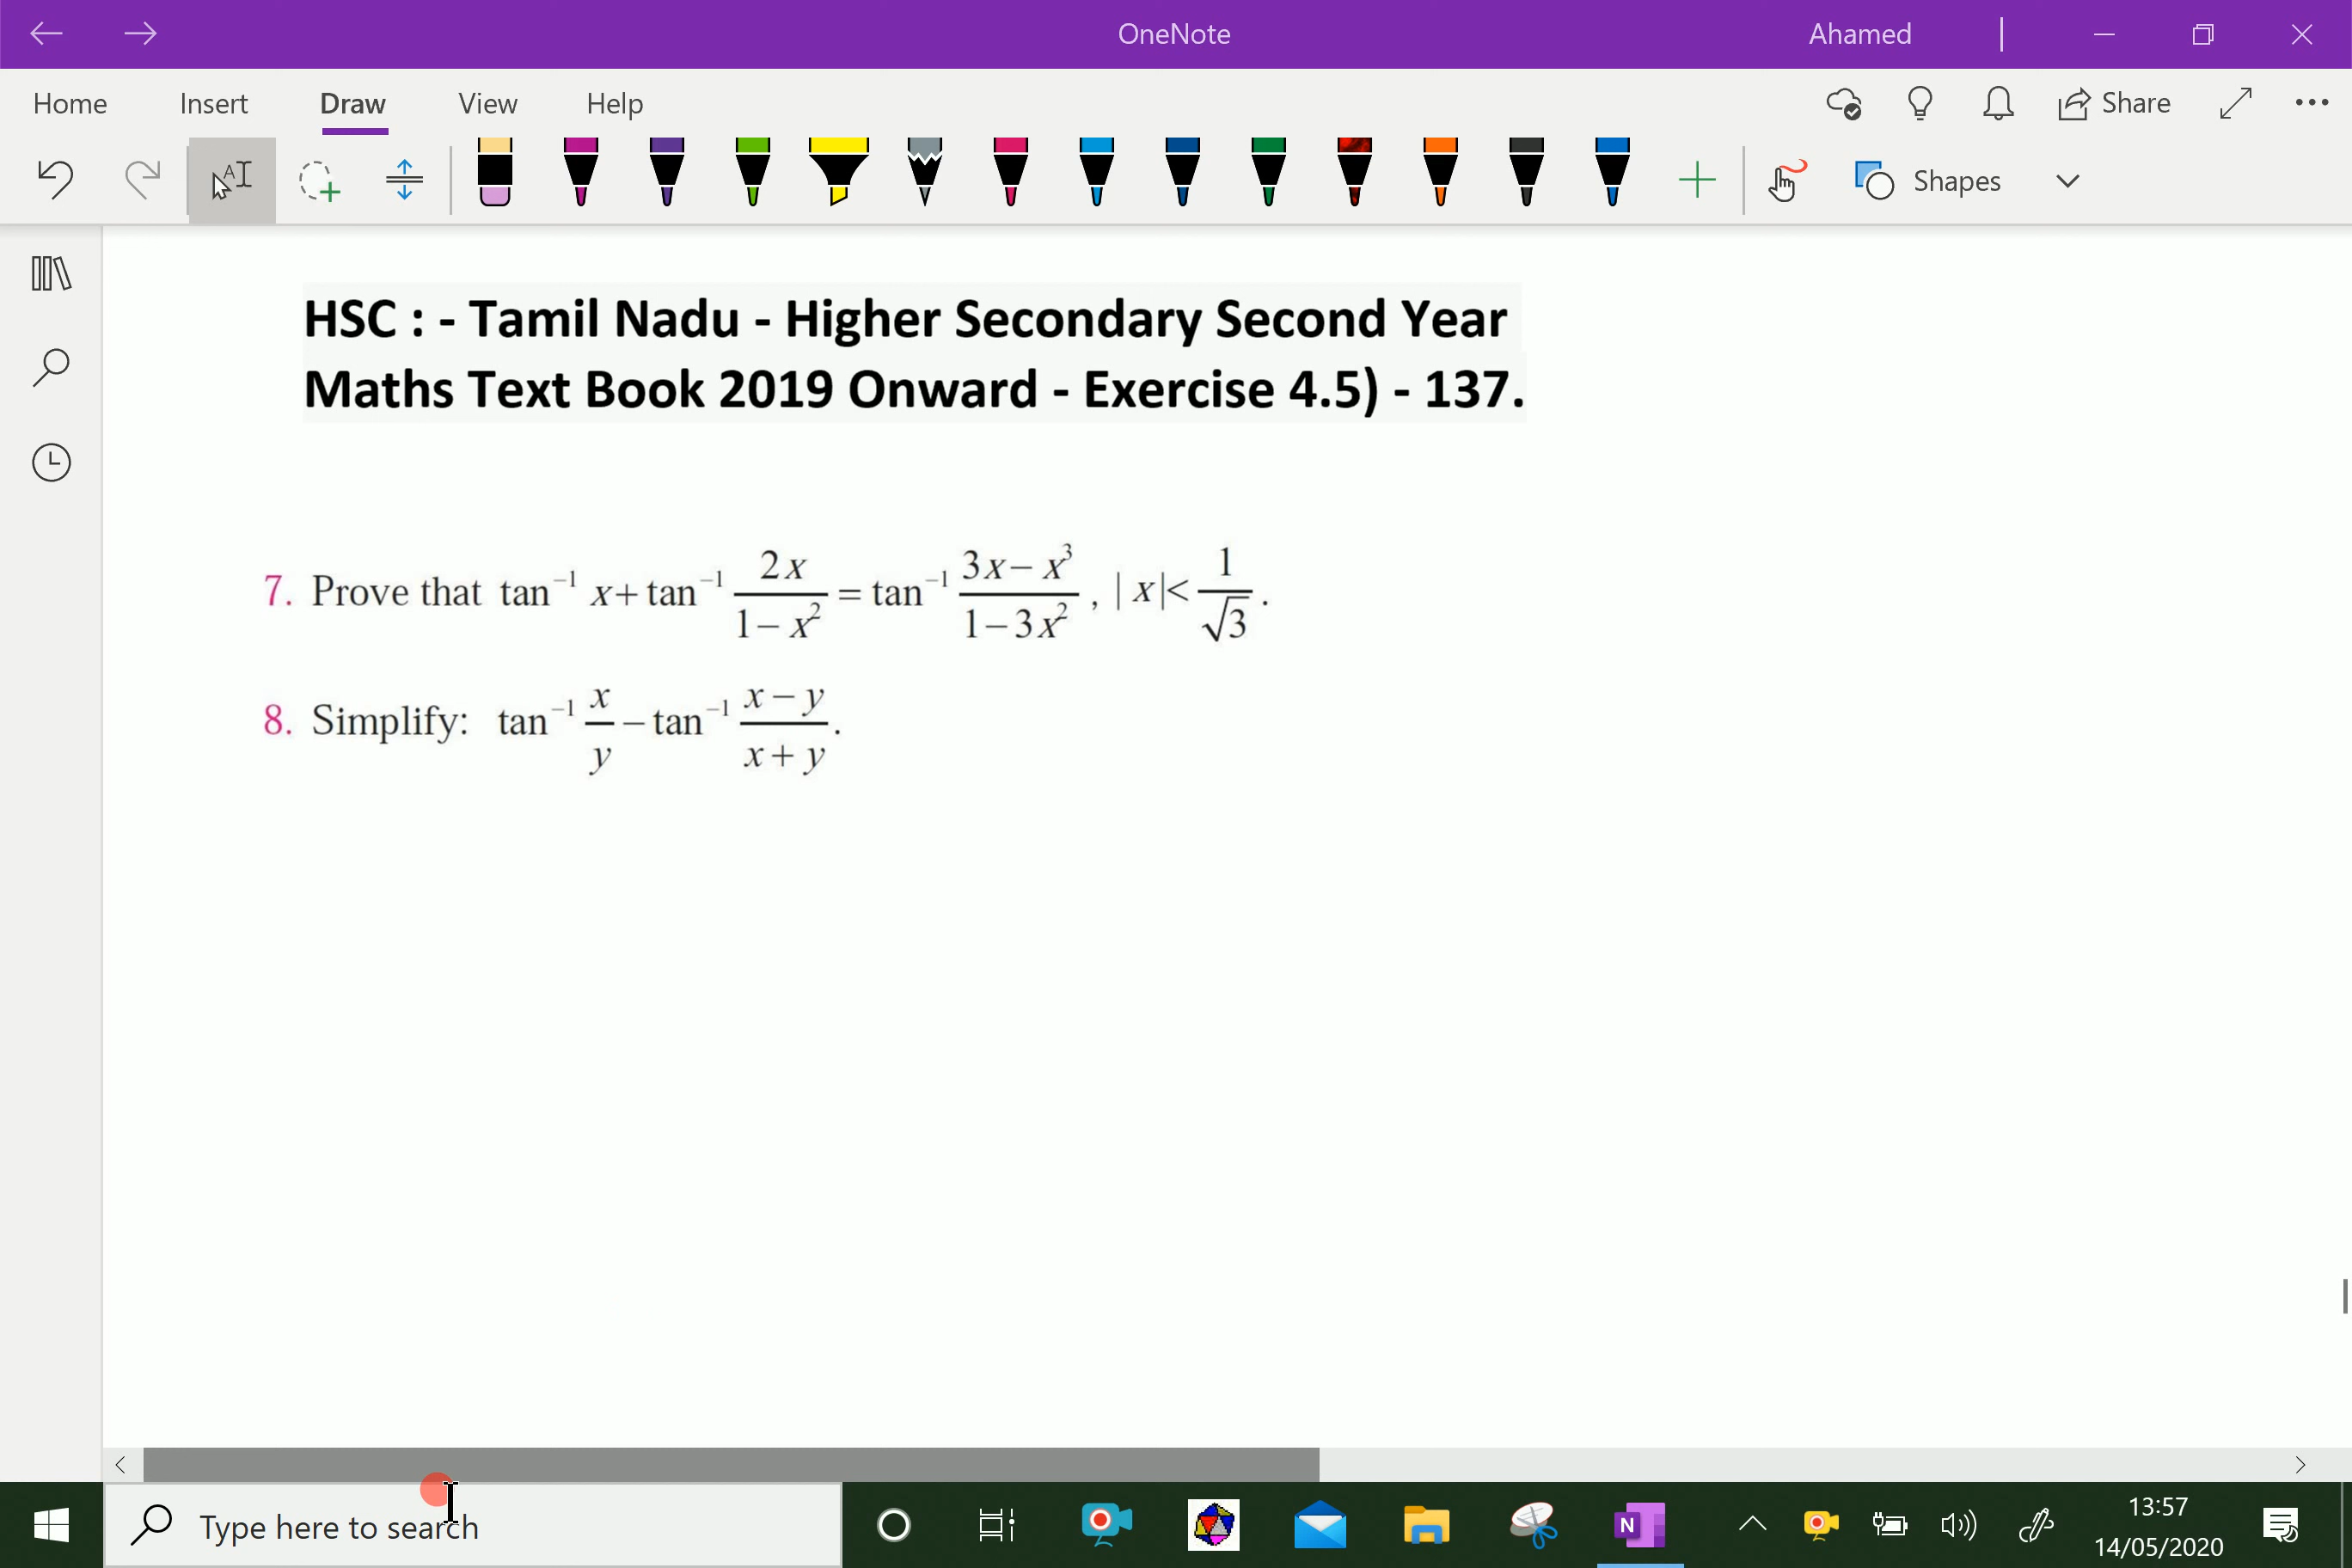 OneNote
Ahamed
Home Insert Draw View Help
Share
Shapes
HSC : - Tamil Nadu - Higher Secondary Second Year
Maths Text Book 2019 Onward - Exercise 4.5) - 137.
7. Prove that tan⁻¹ x + tan⁻¹ 2x/(1 − x²) = tan⁻¹ (3x − x³)/(1 − 3x²), | x |< 1/√3.
8. Simplify: tan⁻¹ x/y − tan⁻¹ (x − y)/(x + y).
Type here to search
N
13:57
14/05/2020